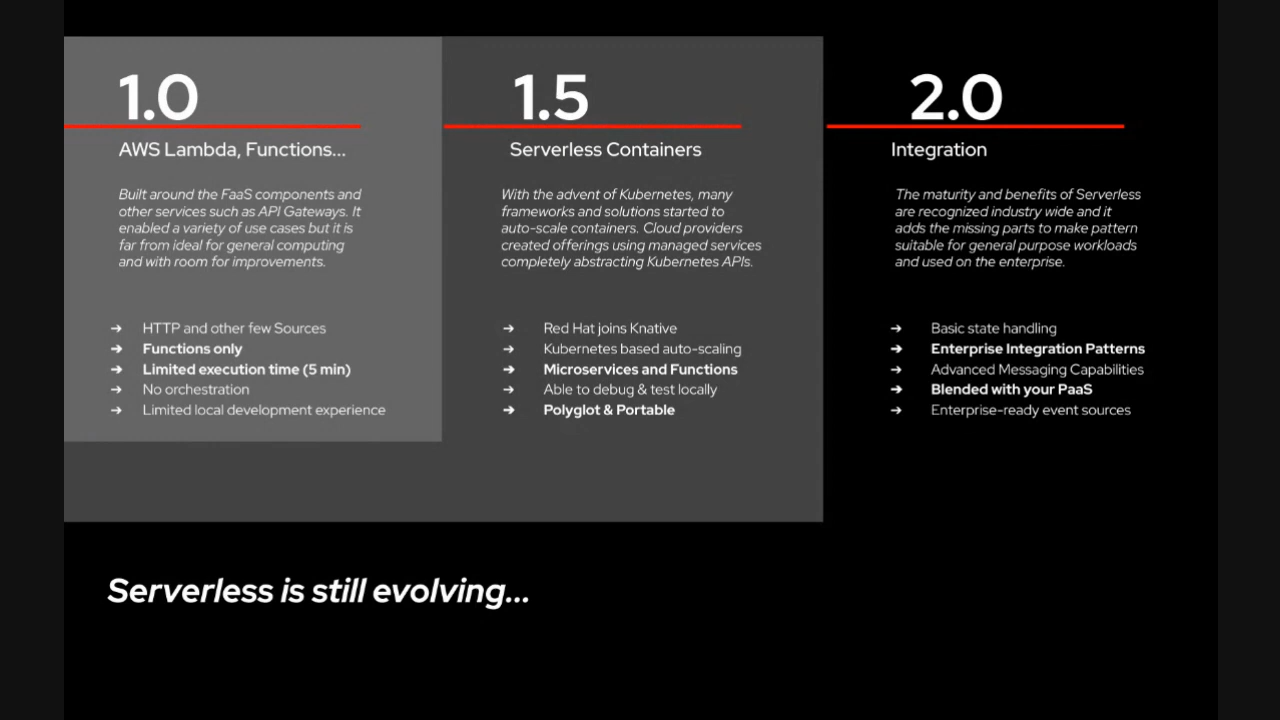 1.0
AWS Lambda, Functions...
Built around the FaaS components and
other services such as API Gateways. It
enabled a variety of use cases but it is
far from ideal for general computing
and with room for improvements.
➔ HTTP and other few Sources
➔ Functions only
➔ Limited execution time (5 min)
➔ No orchestration
➔ Limited local development experience
1.5
Serverless Containers
With the advent of Kubernetes, many
frameworks and solutions started to
auto-scale containers. Cloud providers
created offerings using managed services
completely abstracting Kubernetes APIs.
➔ Red Hat joins Knative
➔ Kubernetes based auto-scaling
➔ Microservices and Functions
➔ Able to debug & test locally
➔ Polyglot & Portable
2.0
Integration
The maturity and benefits of Serverless
are recognized industry wide and it
adds the missing parts to make pattern
suitable for general purpose workloads
and used on the enterprise.
➔ Basic state handling
➔ Enterprise Integration Patterns
➔ Advanced Messaging Capabilities
➔ Blended with your PaaS
➔ Enterprise-ready event sources
Serverless is still evolving...